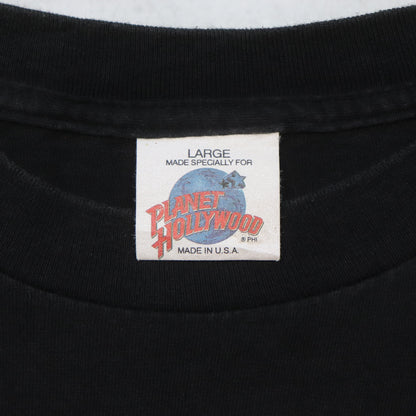 LARGE
MADE SPECIALLY FOR
PLANET
HOLLYWOOD
® PHI
MADE IN U.S.A.